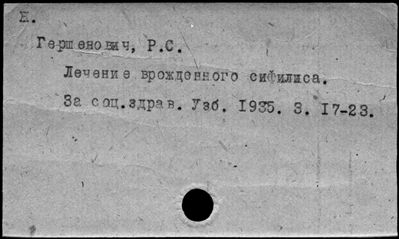 Н.
Гершенович, Р.С.
Лечение врожденного сифилиса.
За соц.здрав. Узб. 1935. 3. 17-23.